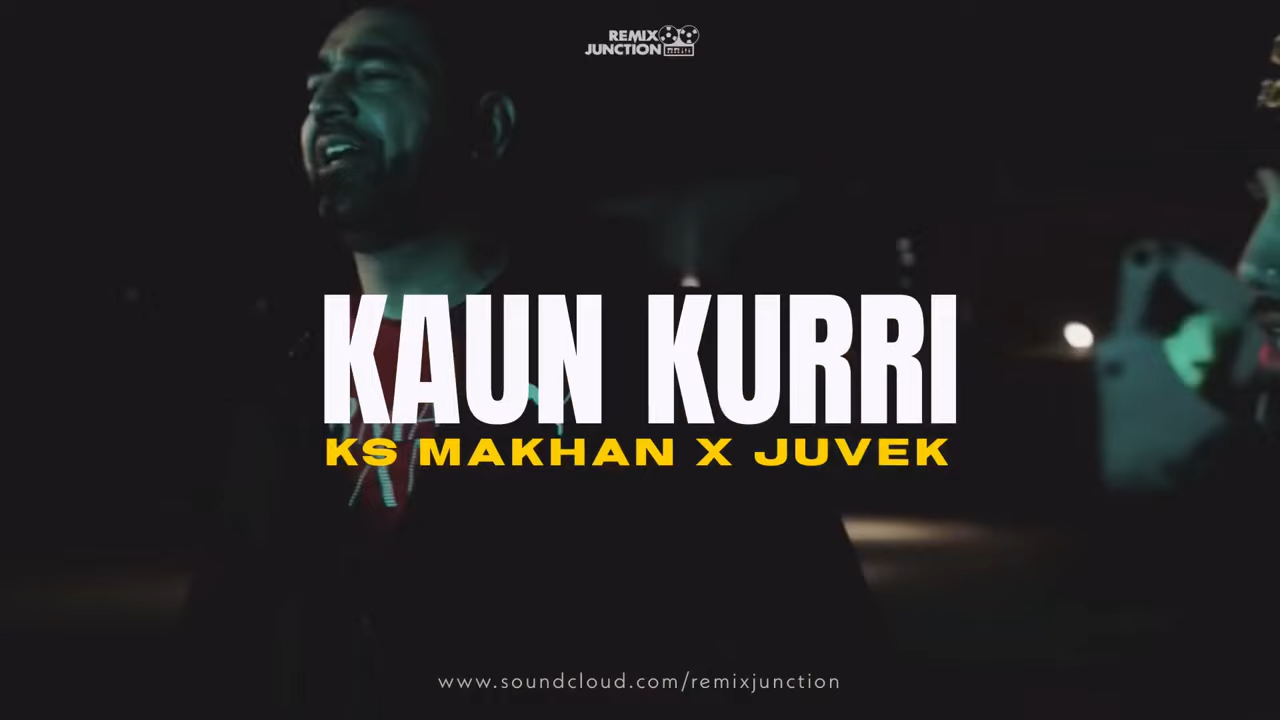 REMIX
JUNCTION
KAUN KURRI
KS MAKHAN X JUVEK
www.soundcloud.com/remixjunction